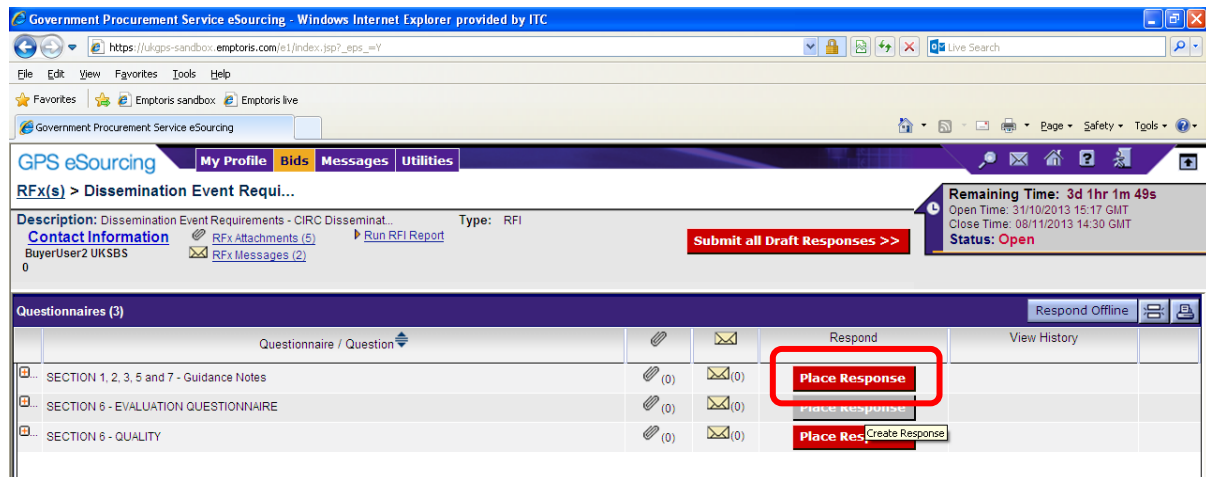 Government Procurement Service eSourcing - Windows Internet Explorer provided by ITC
https://ukgps-sandbox.emptoris.com/e1/index.jsp?_eps_=Y
Live Search
File Edit View Favorites Tools Help
Favorites Emptoris sandbox Emptoris live
Government Procurement Service eSourcing
Page Safety Tools
GPS eSourcing My Profile Bids Messages Utilities
RFx(s) > Dissemination Event Requi...
Remaining Time: 3d 1hr 1m 49s
Open Time: 31/10/2013 15:17 GMT
Close Time: 08/11/2013 14:30 GMT
Status: Open
Description: Dissemination Event Requirements - CIRC Disseminat... Type: RFI
Contact Information RFx Attachments (5) Run RFI Report
BuyerUser2 UKSBS RFx Messages (2)
0
Submit all Draft Responses >>
Questionnaires (3) Respond Offline
Questionnaire / Question Respond View History
SECTION 1, 2, 3, 5 and 7 - Guidance Notes (0) (0) Place Response
SECTION 6 - EVALUATION QUESTIONNAIRE (0) (0) Place Response
SECTION 6 - QUALITY (0) (0) Place Res
Create Response